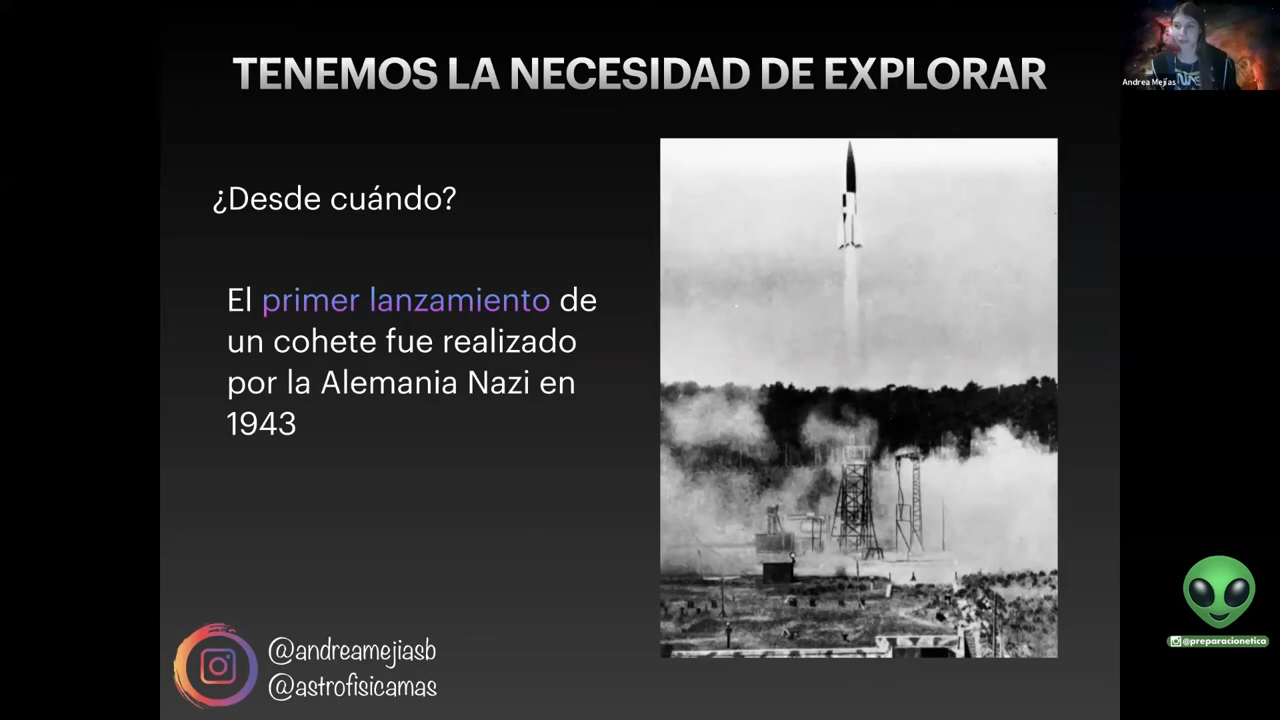 TENEMOS LA NECESIDAD DE EXPLORAR
Andrea Mejías
¿Desde cuándo?
El primer lanzamiento de
un cohete fue realizado
por la Alemania Nazi en
1943
@andreamejiasb
@astrofisicamas
@preparacionetica